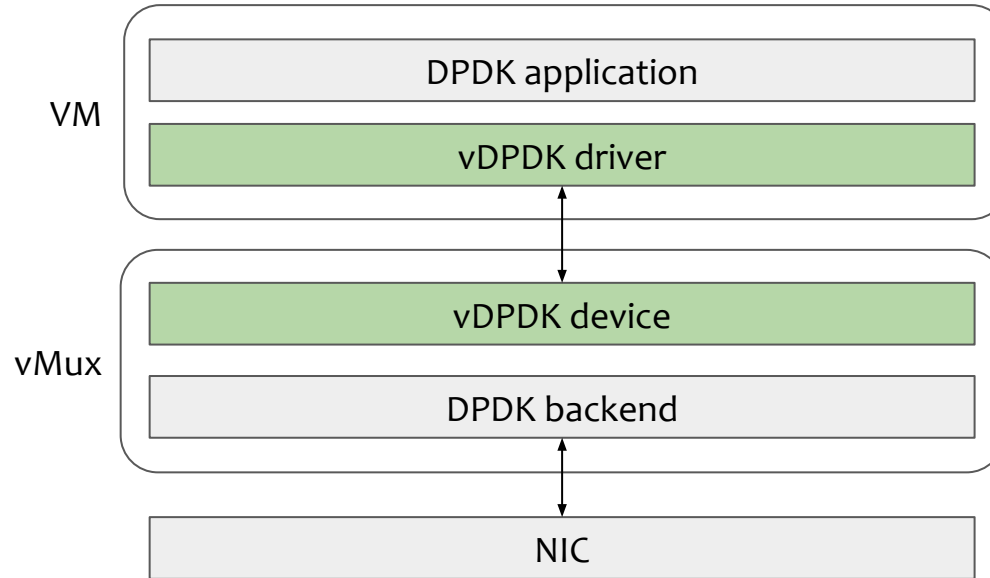 DPDK application
VM
vDPDK driver
vDPDK device
vMux
DPDK backend
NIC